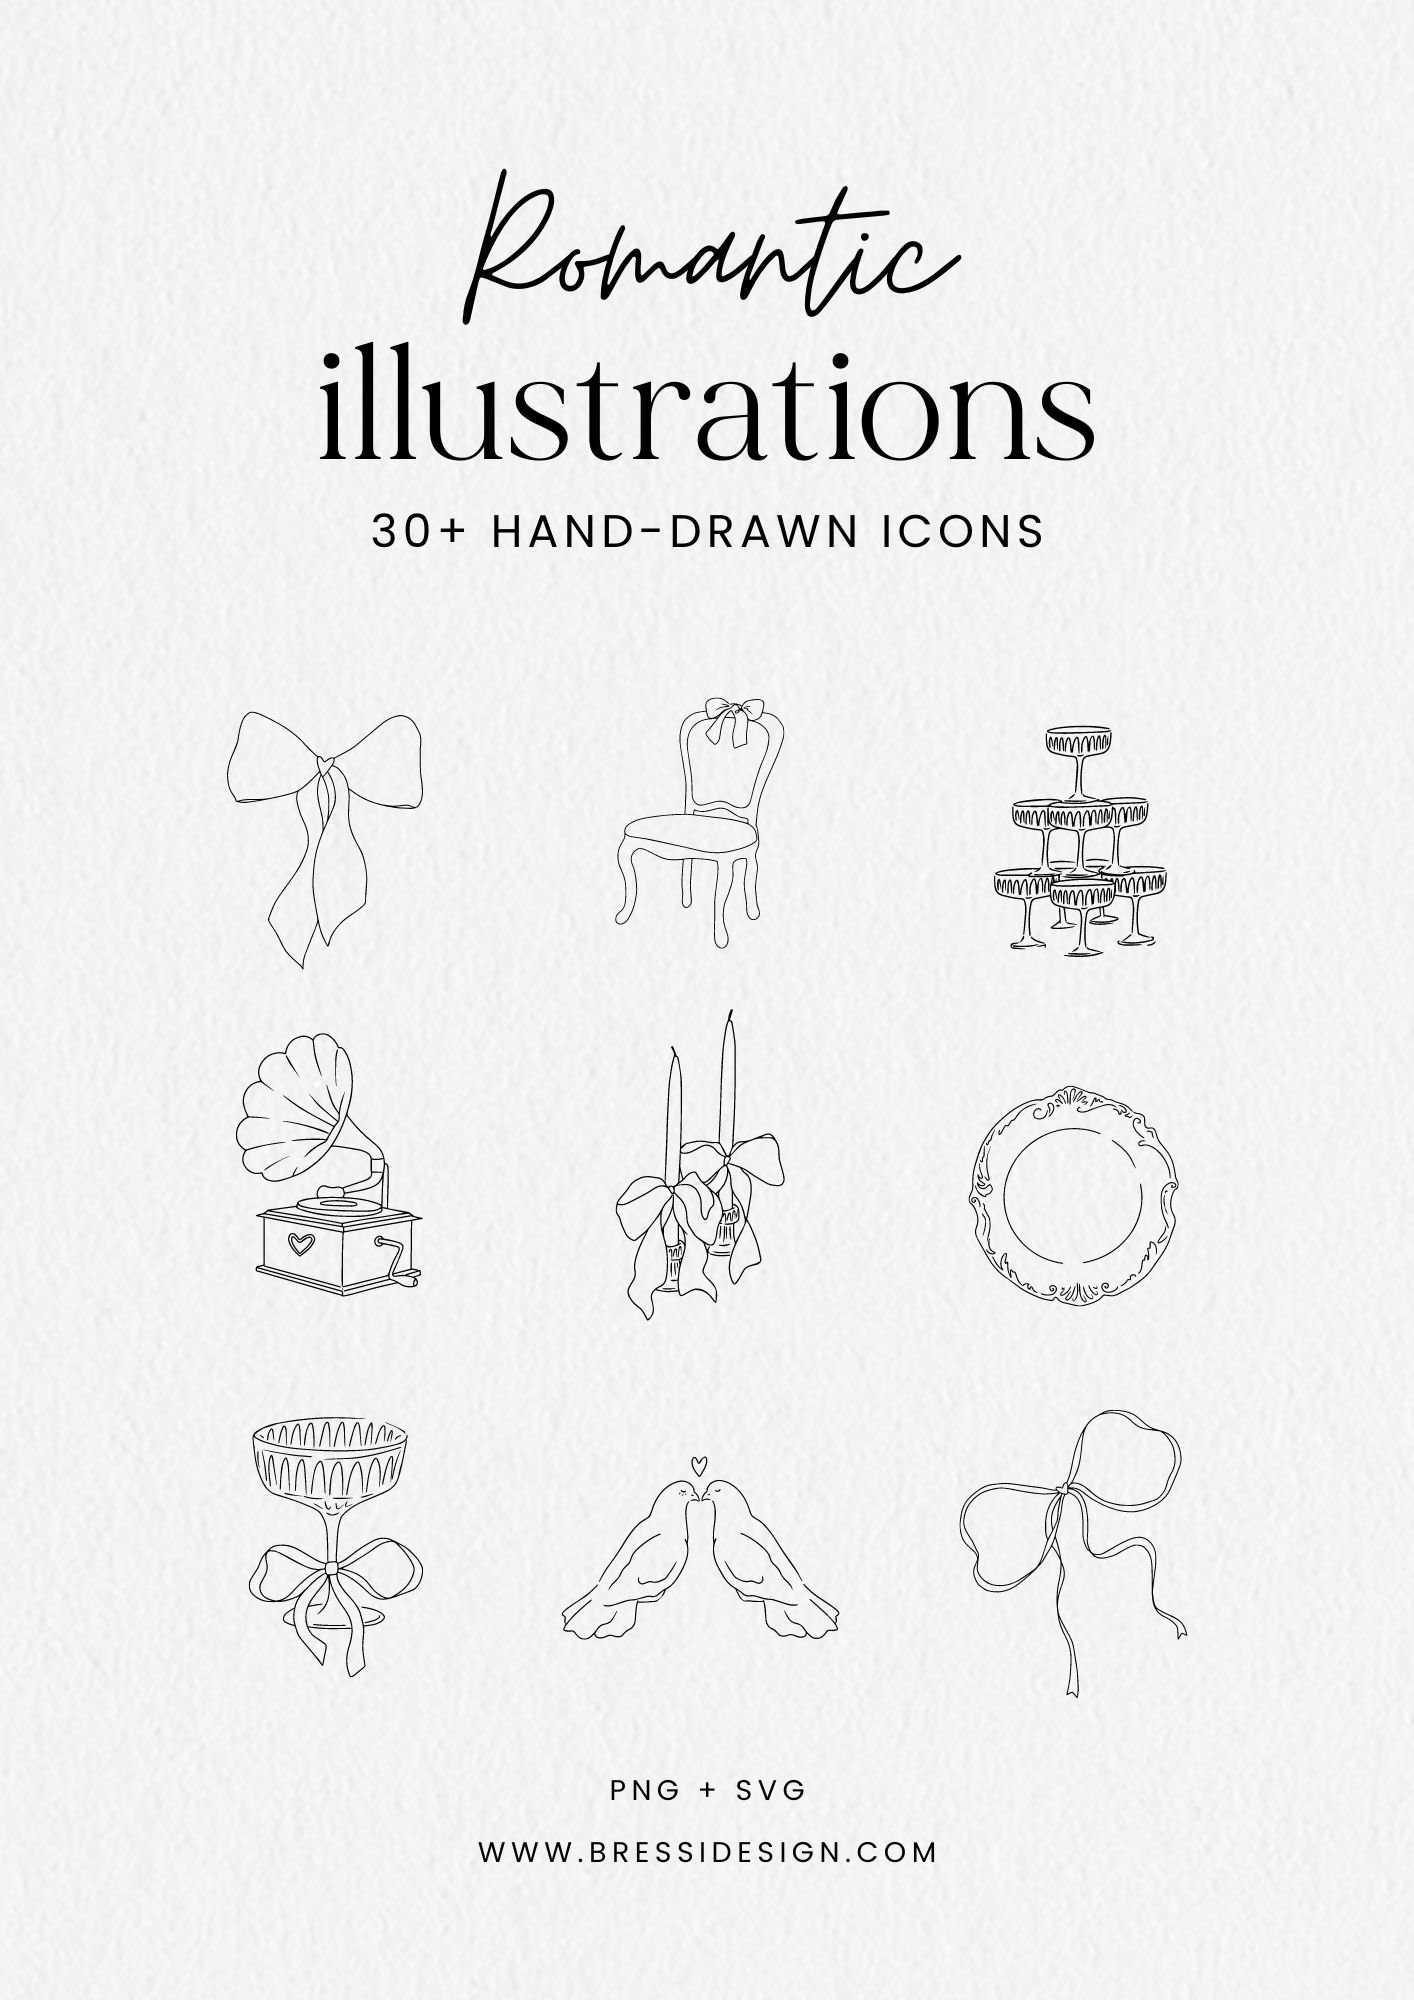 Romantic
illustrations
30+ HAND-DRAWN ICONS
PNG + SVG
WWW.BRESSIDESIGN.COM